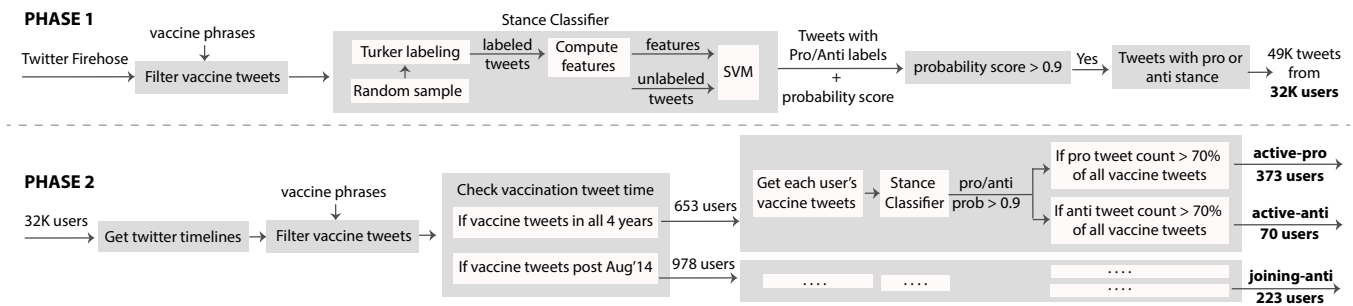 PHASE 1
Twitter Firehose
vaccine phrases
Filter vaccine tweets
Stance Classifier
Turker labeling
Random sample
labeled
tweets
Compute
features
features
unlabeled
tweets
SVM
Tweets with
Pro/Anti labels
+
probability score
probability score > 0.9
Yes
Tweets with pro or
anti stance
49K tweets
from
32K users
PHASE 2
32K users
Get twitter timelines
vaccine phrases
Filter vaccine tweets
Check vaccination tweet time
If vaccine tweets in all 4 years
If vaccine tweets post Aug'14
653 users
978 users
Get each user's
vaccine tweets
Stance
Classifier
pro/anti
prob > 0.9
If pro tweet count > 70%
of all vaccine tweets
If anti tweet count > 70%
of all vaccine tweets
active-pro
373 users
active-anti
70 users
....
....
....
....
joining-anti
223 users